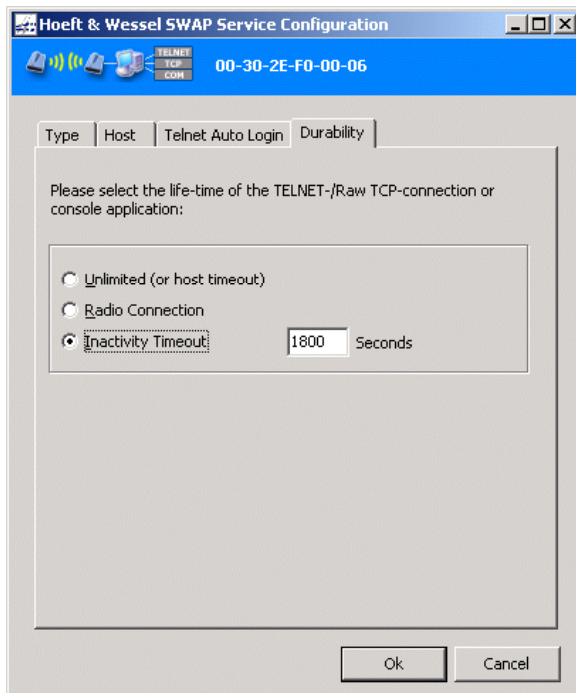 Hoeft & Wessel SWAP Service Configuration
TELNET
TCP
COM
00-30-2E-F0-00-06
Type Host Telnet Auto Login Durability
Please select the life-time of the TELNET-/Raw TCP-connection or
console application:
Unlimited (or host timeout)
Radio Connection
Inactivity Timeout 1800 Seconds
Ok Cancel